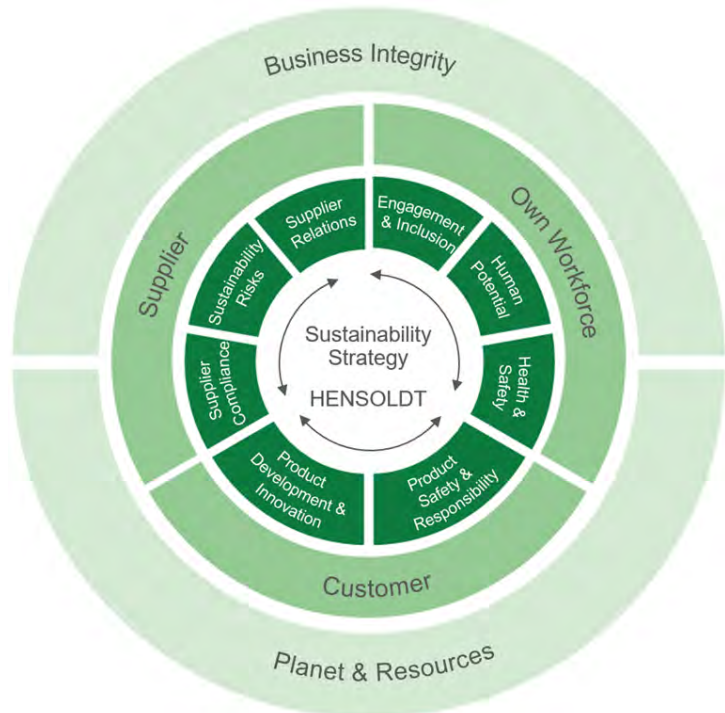 Business Integrity
Supplier
Own Workforce
Supplier
Relations
Engagement
& Inclusion
Sustainability
Risks
Human
Potential
Supplier
Compliance
Health &
Safety
Sustainability
Strategy
HENSOLDT
Product
Development &
Innovation
Product
Safety &
Responsibility
Customer
Planet & Resources